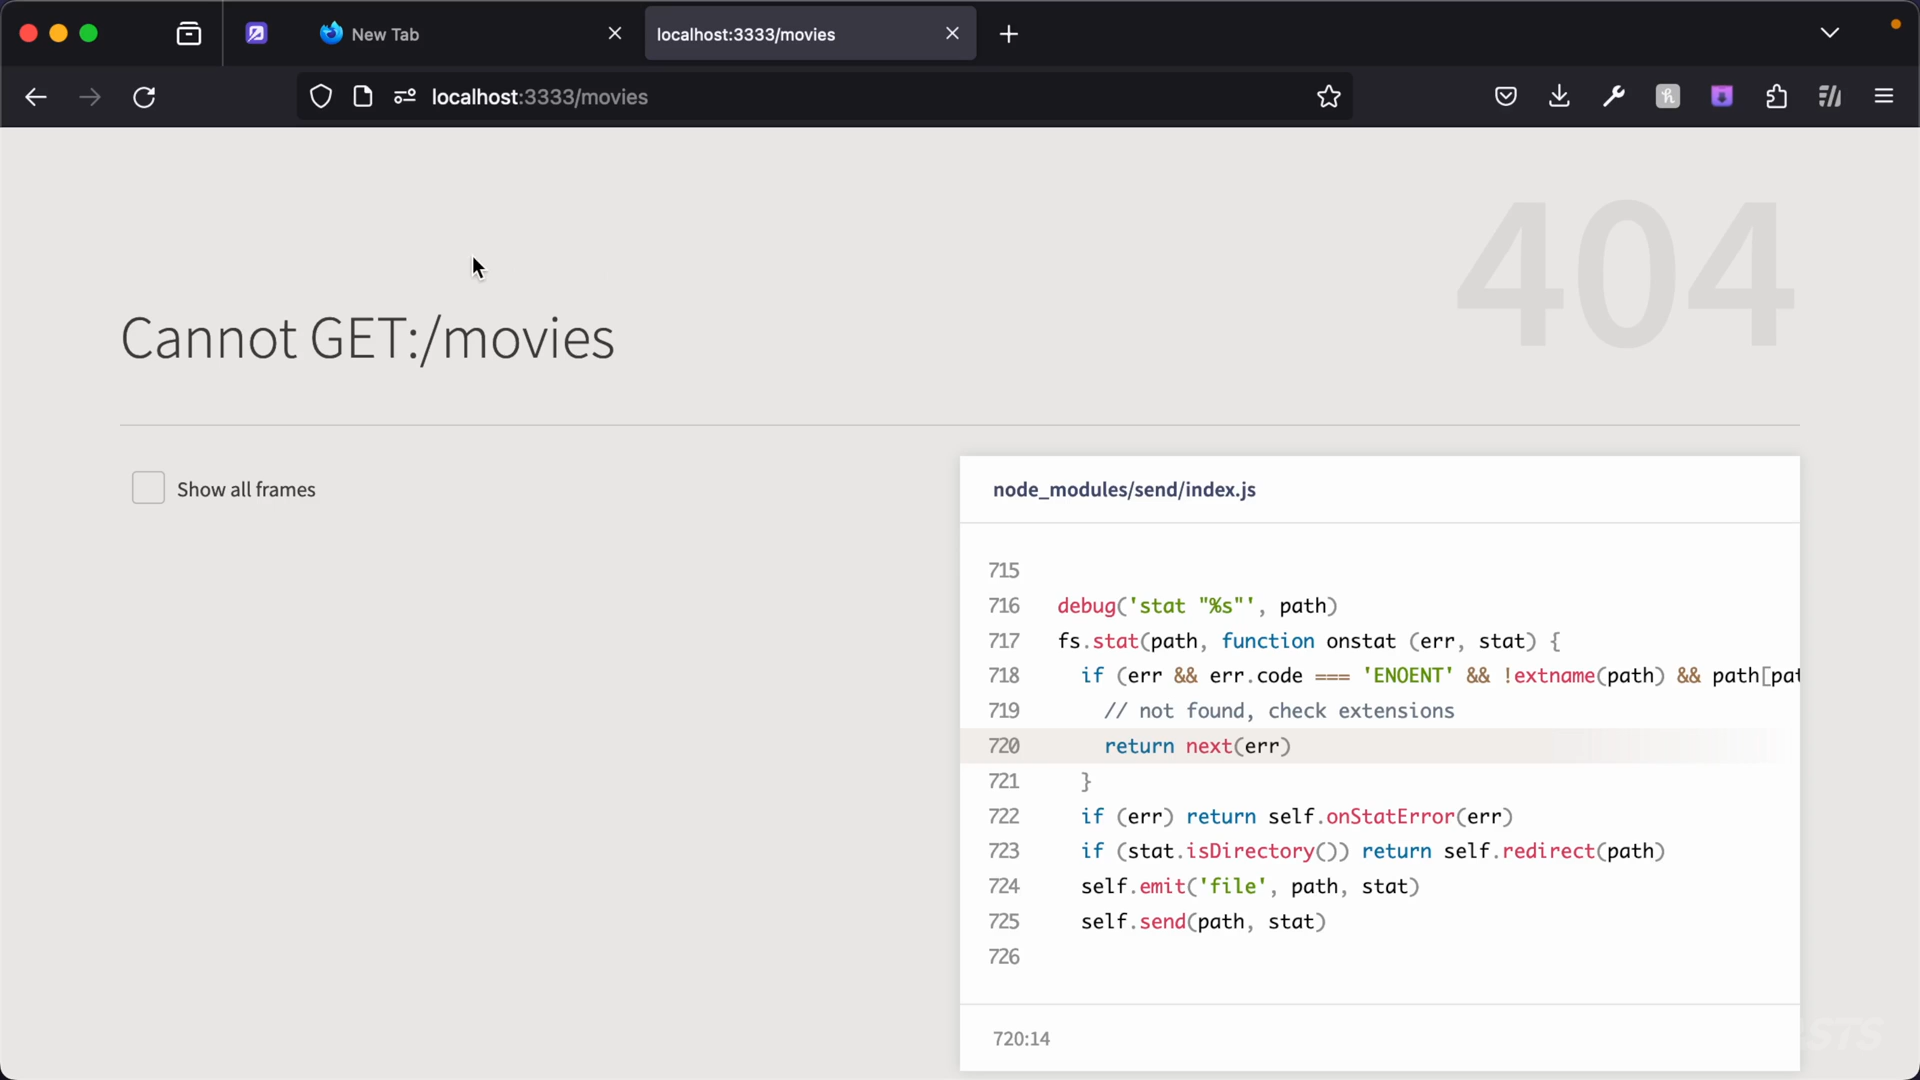 New Tab
localhost:3333/movies
localhost:3333/movies
404
Cannot GET:/movies
Show all frames
node_modules/send/index.js
715
716 debug('stat "%s"', path)
717 fs.stat(path, function onstat (err, stat) {
718 if (err && err.code === 'ENOENT' && !extname(path) && path[pat
719 // not found, check extensions
720 return next(err)
721 }
722 if (err) return self.onStatError(err)
723 if (stat.isDirectory()) return self.redirect(path)
724 self.emit('file', path, stat)
725 self.send(path, stat)
726
720:14